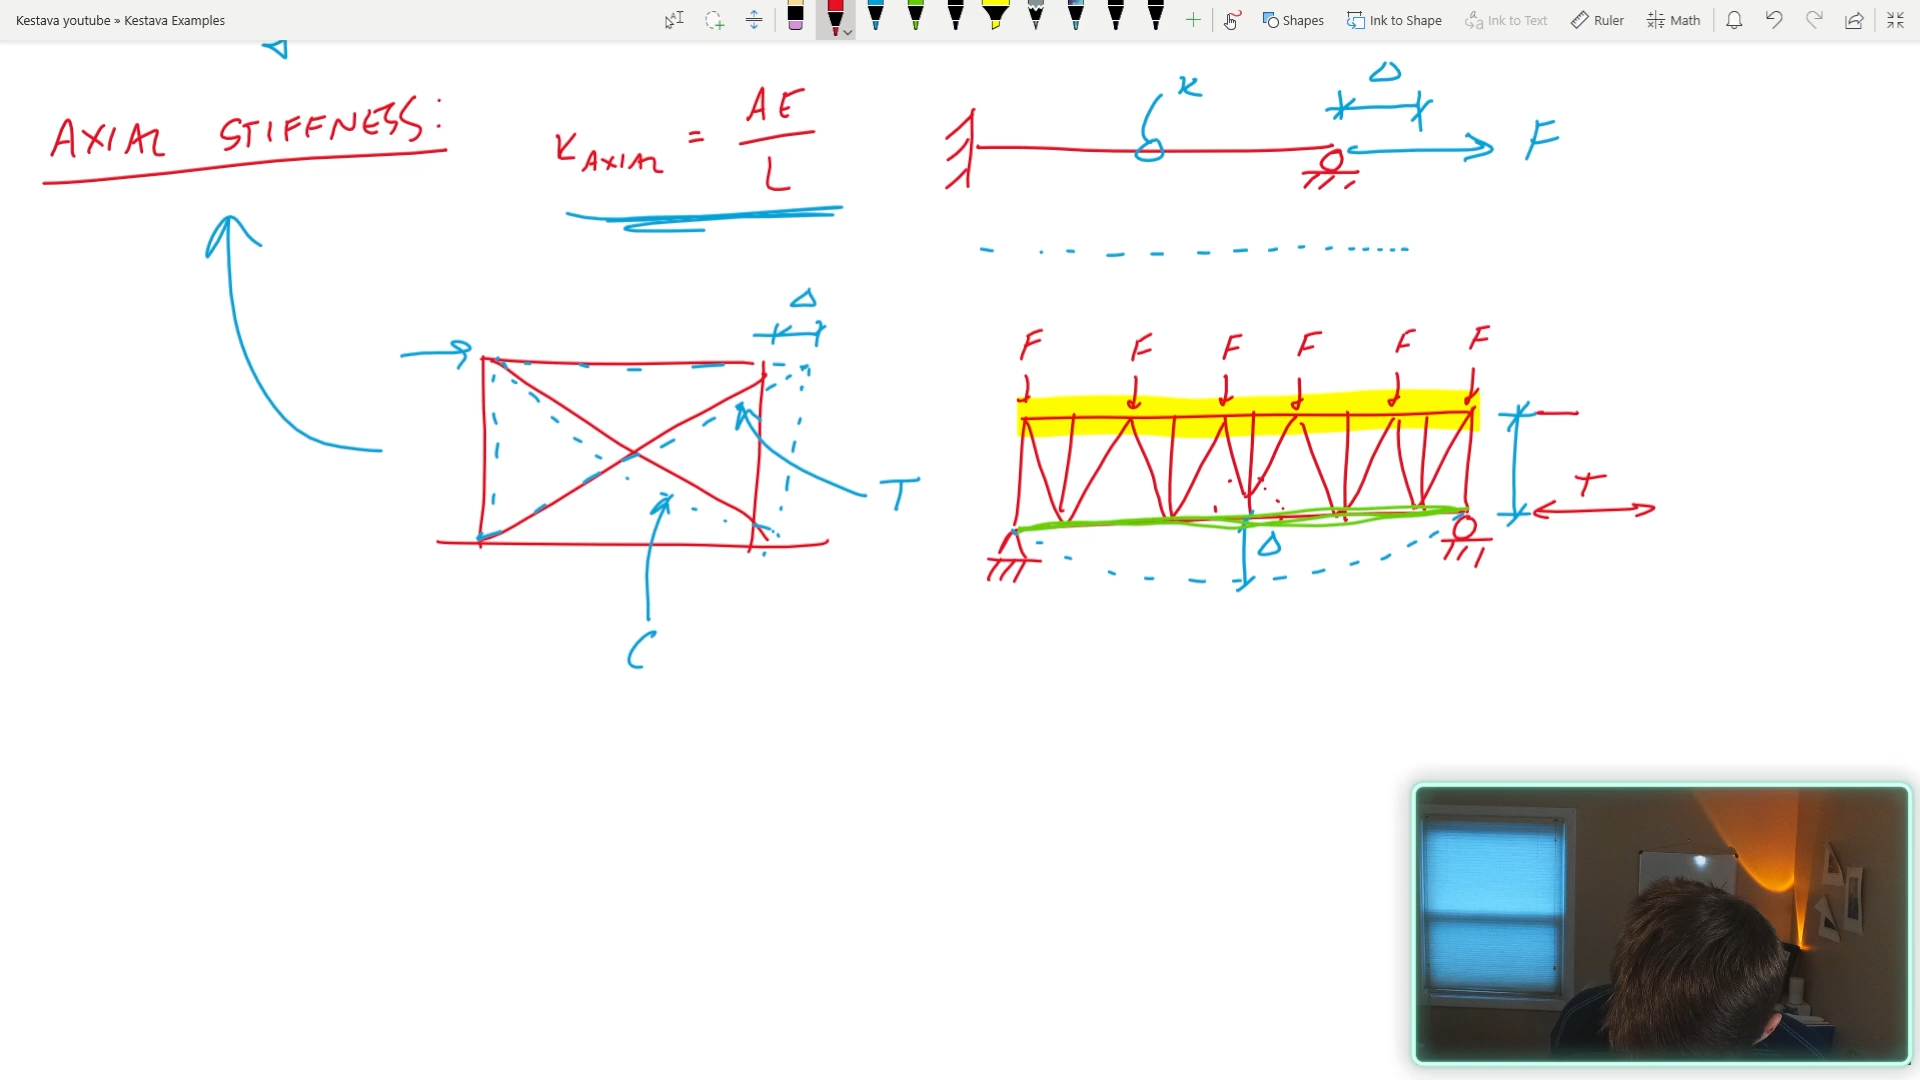 Kestava youtube » Kestava Examples
Shapes
Ink to Shape
Ink to Text
Ruler
Math
AXIAL STIFFNESS:
K AXIAL = AE / L
K
Δ
F
Δ
T
C
F F F F F F
Δ
T